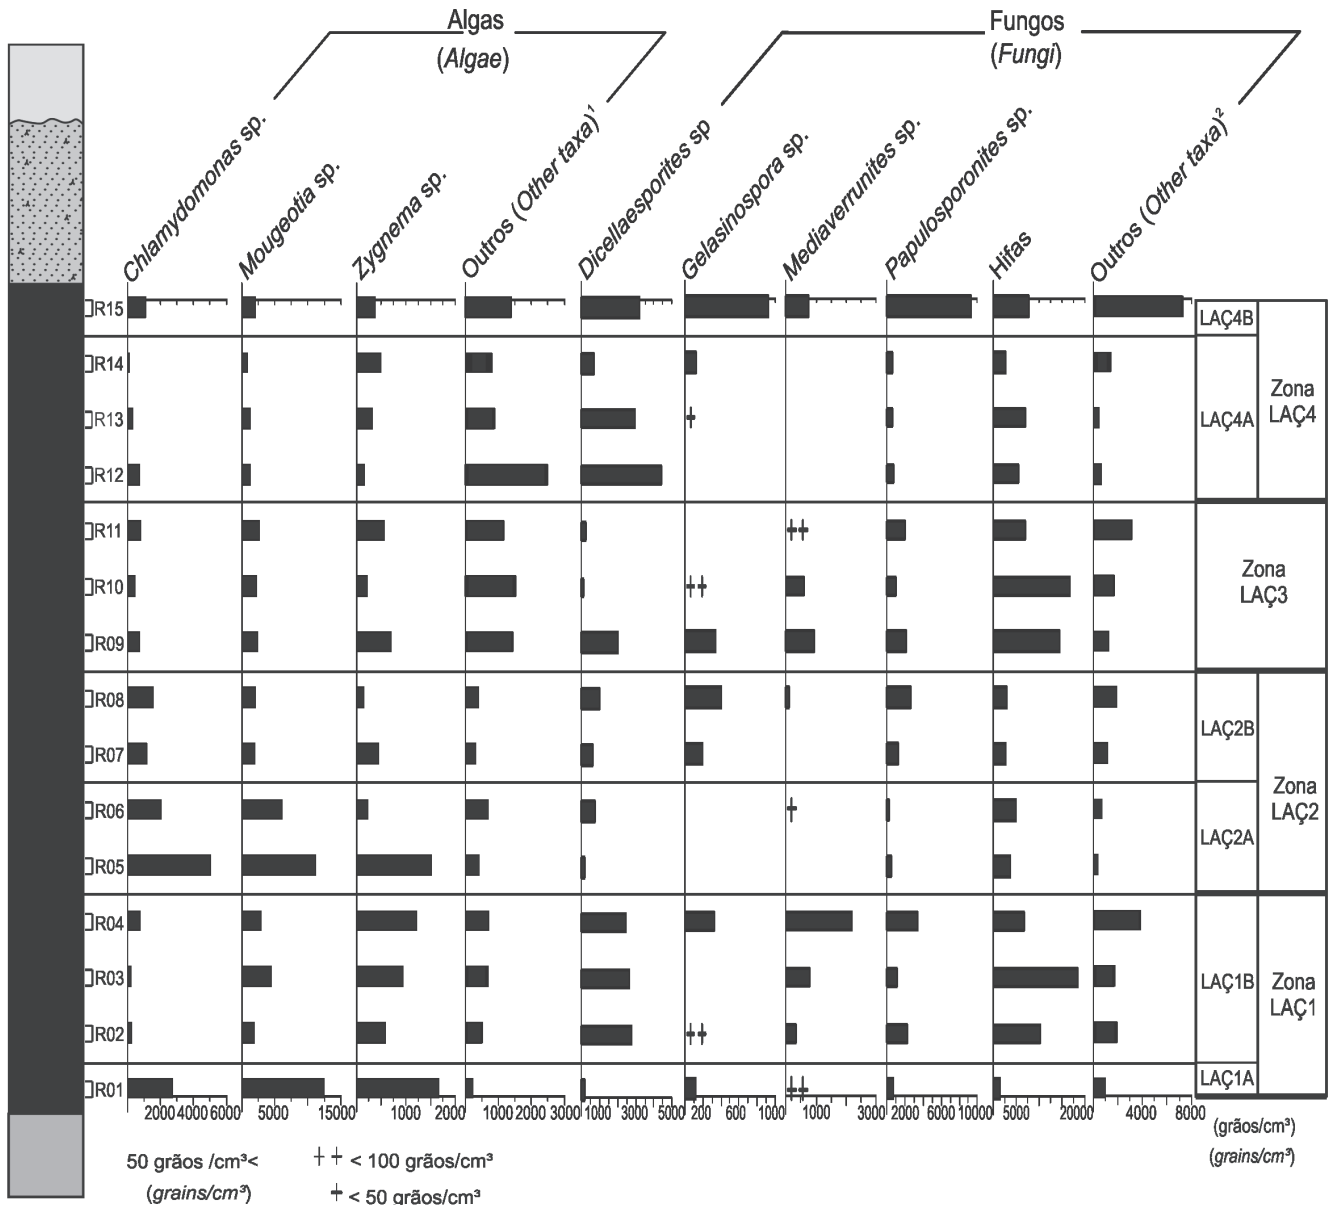 Algas
(Algae)
Fungos
(Fungi)
Chlamydomonas sp.
Mougeotia sp.
Zygnema sp.
Outros (Other taxa)¹
Dicellaesporites sp
Gelasinospora sp.
Mediaverrunites sp.
Papulosporonites sp.
Hifas
Outros (Other taxa)²
R15
R14
R13
R12
R11
R10
R09
R08
R07
R06
R05
R04
R03
R02
R01
LAÇ4B
LAÇ4A
Zona
LAÇ4
Zona
LAÇ3
LAÇ2B
LAÇ2A
Zona
LAÇ2
LAÇ1B
LAÇ1A
Zona
LAÇ1
2000 4000 6000
5000 15000
1000 2000
1000 2000 3000
1000 3000 5000
200 600 1000
1000 3000
2000 6000 10000
5000 20000
4000 8000
(grãos/cm³)
(grains/cm³)
50 grãos /cm³<
(grains/cm³)
┼ ┼ < 100 grãos/cm³
┼ < 50 grãos/cm³